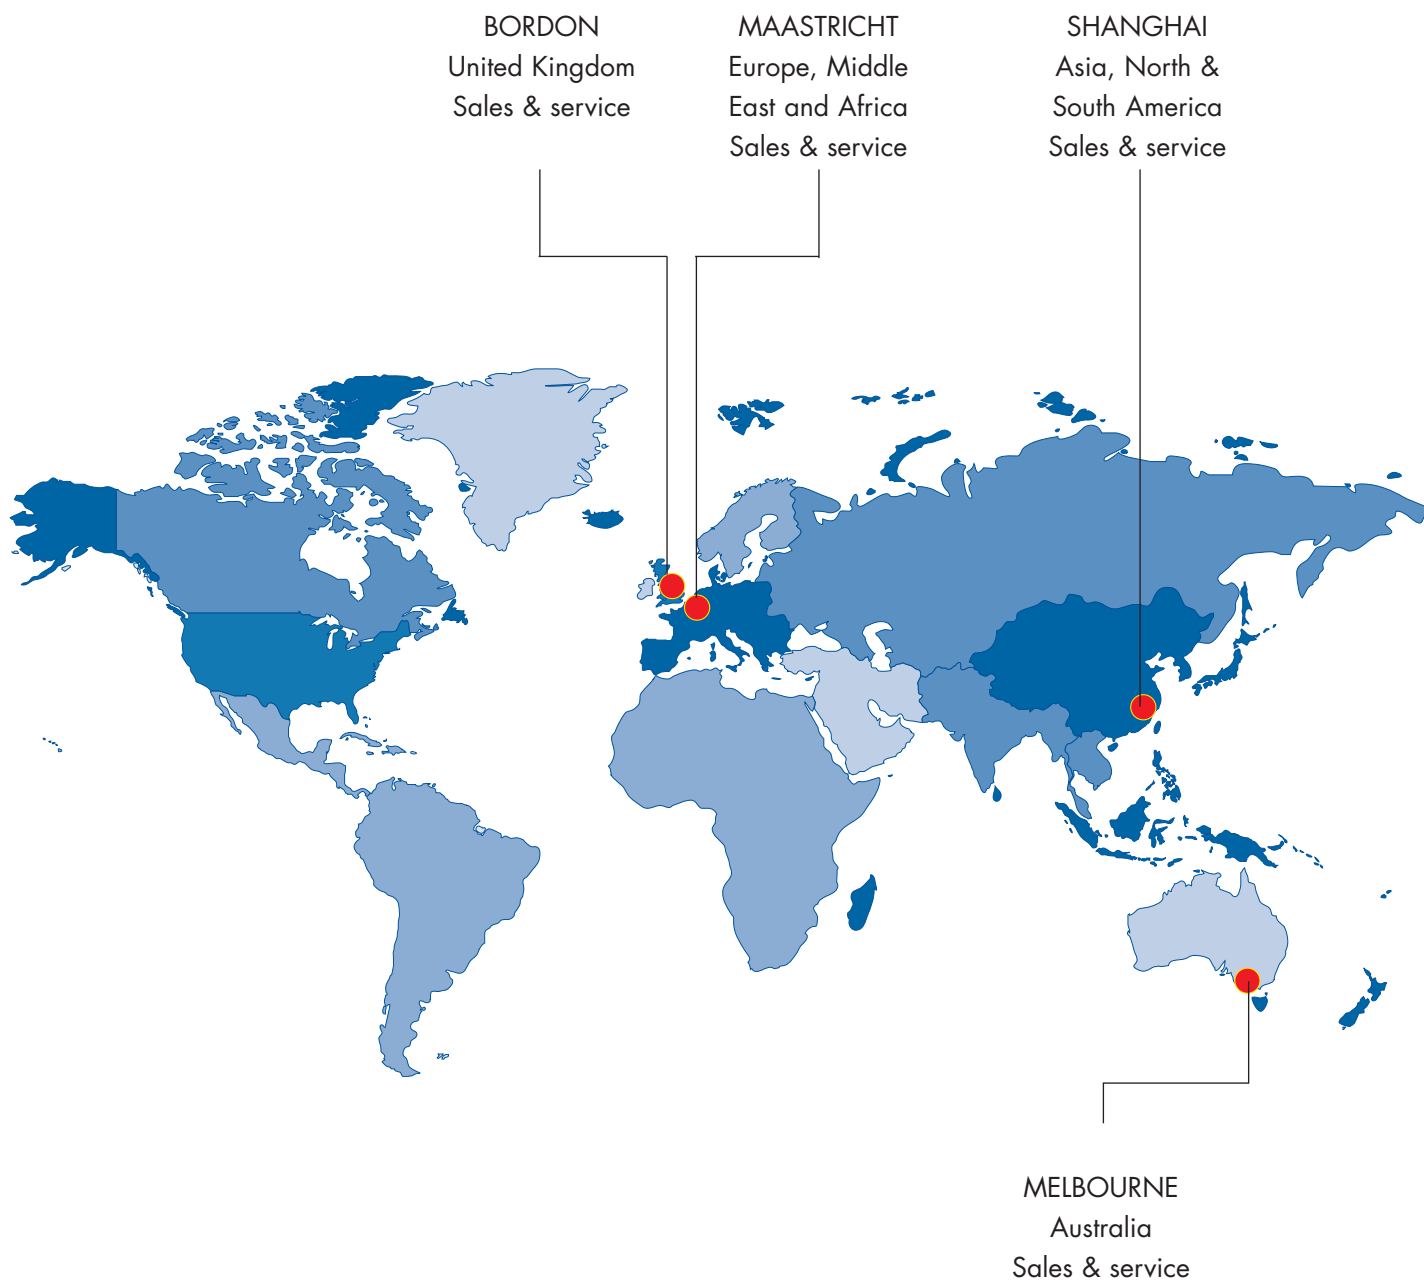 BORDON
United Kingdom
Sales & service
MAASTRICHT
Europe, Middle
East and Africa
Sales & service
SHANGHAI
Asia, North &
South America
Sales & service
MELBOURNE
Australia
Sales & service